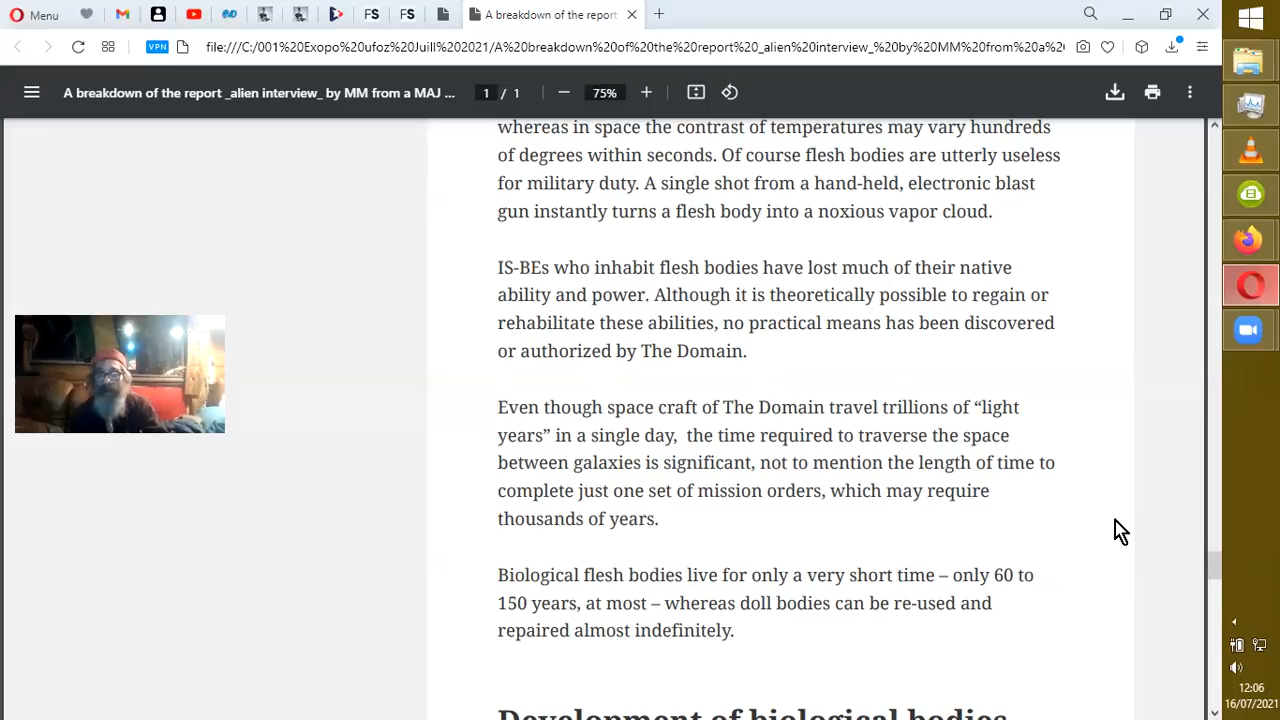 Menu
FS
FS
A breakdown of the report
VPN
file:///C:/001%20Exopo%20ufoz%20Juill%202021/A%20breakdown%20of%20the%20report%20_alien%20interview_%20by%20MM%20from%20a%2
A breakdown of the report _alien interview_ by MM from a MAJ ...
1 / 1
75%
whereas in space the contrast of temperatures may vary hundreds
of degrees within seconds. Of course flesh bodies are utterly useless
for military duty. A single shot from a hand-held, electronic blast
gun instantly turns a flesh body into a noxious vapor cloud.
IS-BEs who inhabit flesh bodies have lost much of their native
ability and power. Although it is theoretically possible to regain or
rehabilitate these abilities, no practical means has been discovered
or authorized by The Domain.
Even though space craft of The Domain travel trillions of “light
years” in a single day,  the time required to traverse the space
between galaxies is significant, not to mention the length of time to
complete just one set of mission orders, which may require
thousands of years.
Biological flesh bodies live for only a very short time – only 60 to
150 years, at most – whereas doll bodies can be re-used and
repaired almost indefinitely.
Development of biological bodies
12:06
16/07/2021